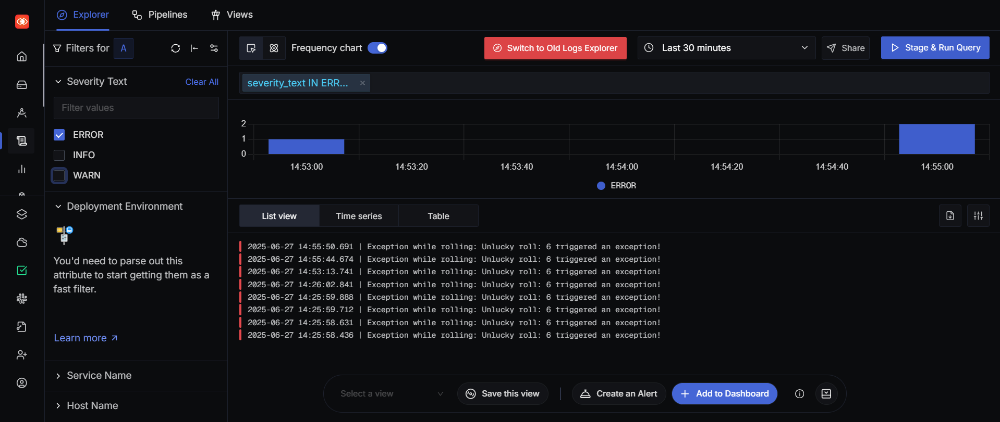 Explorer
Pipelines
Views
Filters for A
Frequency chart
Switch to Old Logs Explorer
Last 30 minutes
Share
Stage & Run Query
Severity Text
Clear All
Filter values
ERROR
INFO
WARN
Deployment Environment
You'd need to parse out this
attribute to start getting them as a
fast filter.
Learn more
Service Name
Host Name
severity_text IN ERR...
2
1
0
14:53:00
14:53:20
14:53:40
14:54:00
14:54:20
14:54:40
14:55:00
ERROR
List view
Time series
Table
2025-06-27 14:55:50.691 | Exception while rolling: Unlucky roll: 6 triggered an exception!
2025-06-27 14:55:44.674 | Exception while rolling: Unlucky roll: 6 triggered an exception!
2025-06-27 14:53:13.741 | Exception while rolling: Unlucky roll: 6 triggered an exception!
2025-06-27 14:26:02.841 | Exception while rolling: Unlucky roll: 6 triggered an exception!
2025-06-27 14:25:59.888 | Exception while rolling: Unlucky roll: 6 triggered an exception!
2025-06-27 14:25:59.712 | Exception while rolling: Unlucky roll: 6 triggered an exception!
2025-06-27 14:25:58.631 | Exception while rolling: Unlucky roll: 6 triggered an exception!
2025-06-27 14:25:58.436 | Exception while rolling: Unlucky roll: 6 triggered an exception!
Select a view
Save this view
Create an Alert
Add to Dashboard